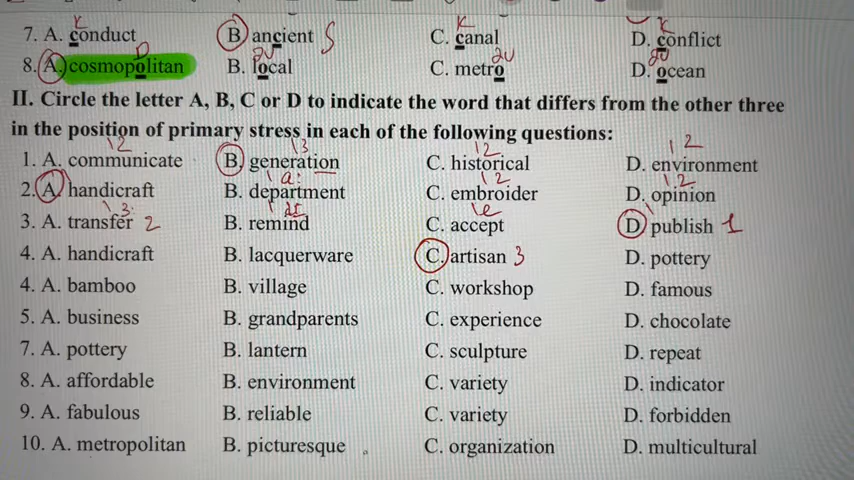 7. A. conduct B ancient S C. canal D. conflict
8. A. cosmopolitan B. local C. metro D. ocean
II. Circle the letter A, B, C or D to indicate the word that differs from the other three
in the position of primary stress in each of the following questions:
1. A. communicate B. generation C. historical D. environment
2. A. handicraft B. department C. embroider D. opinion
3. A. transfer 2 B. remind C. accept D. publish 1
4. A. handicraft B. lacquerware C. artisan 3 D. pottery
4. A. bamboo B. village C. workshop D. famous
5. A. business B. grandparents C. experience D. chocolate
7. A. pottery B. lantern C. sculpture D. repeat
8. A. affordable B. environment C. variety D. indicator
9. A. fabulous B. reliable C. variety D. forbidden
10. A. metropolitan B. picturesque C. organization D. multicultural